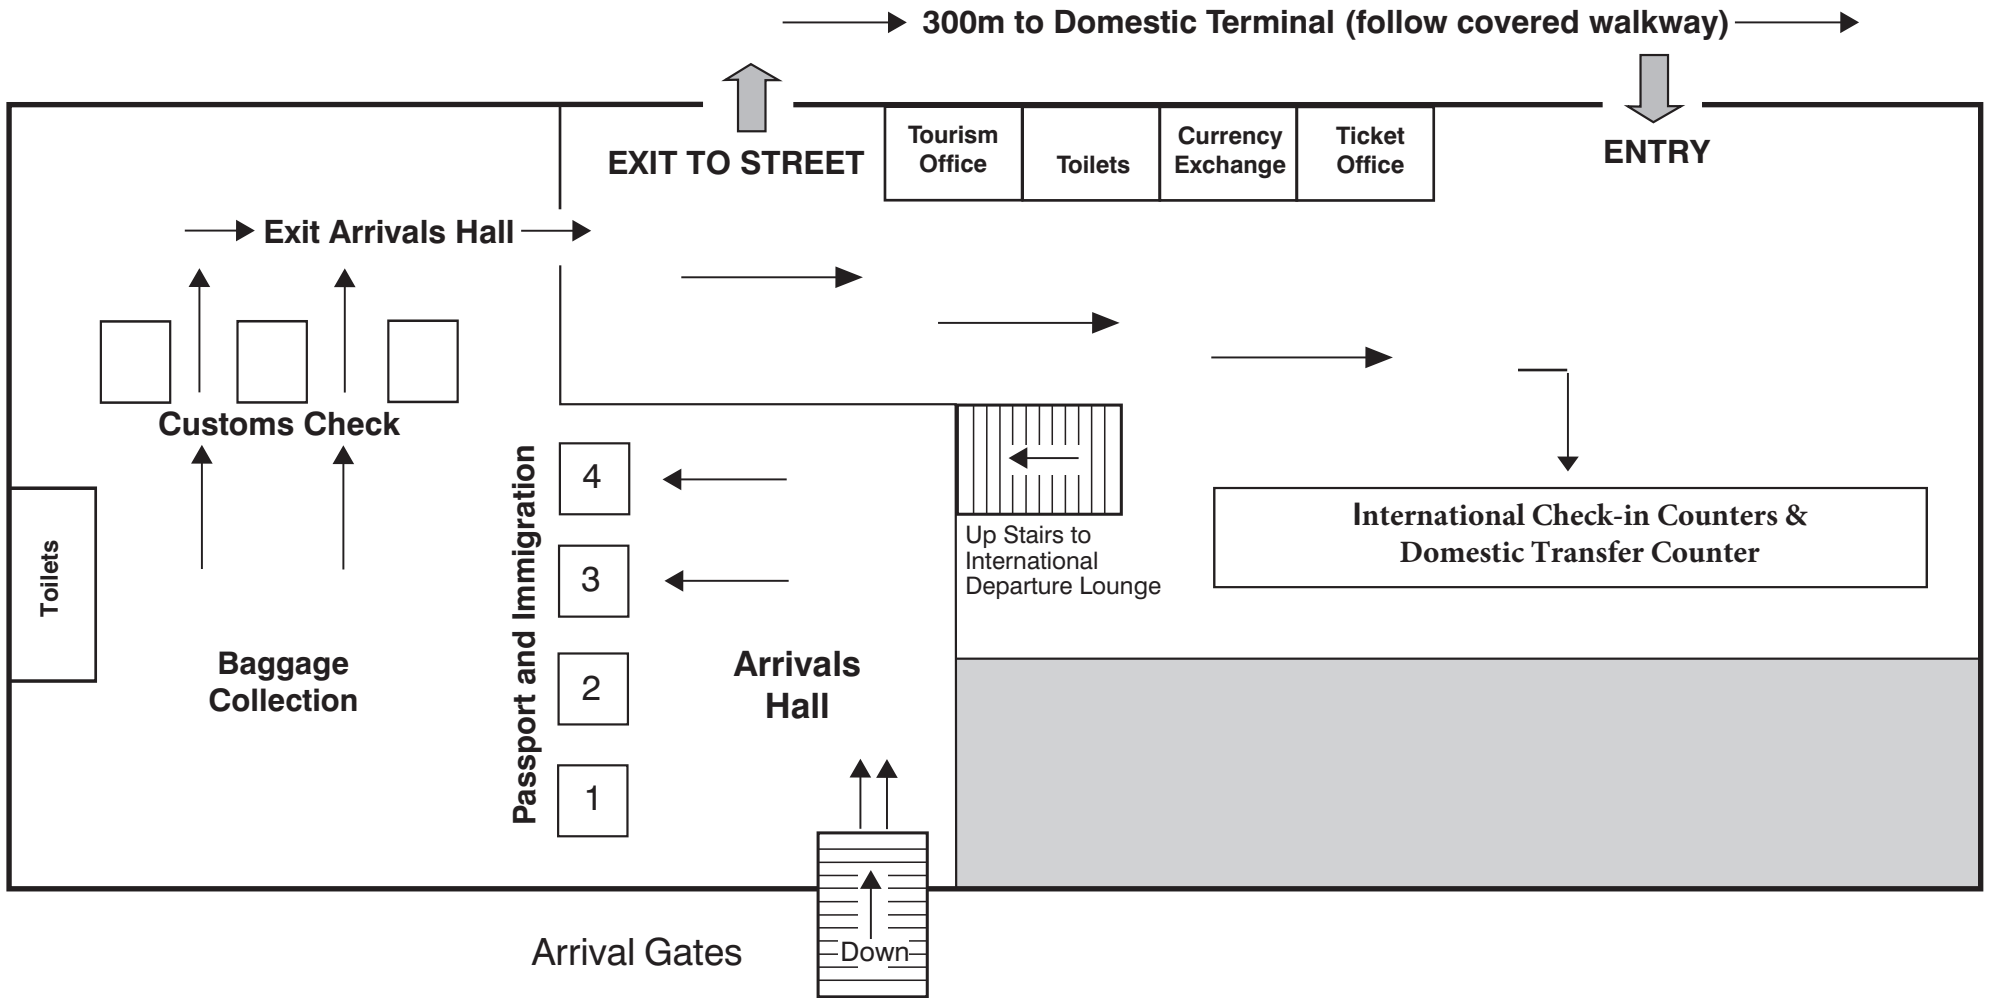 300m to Domestic Terminal (follow covered walkway)
EXIT TO STREET
Tourism
Office
Toilets
Currency
Exchange
Ticket
Office
ENTRY
Exit Arrivals Hall
Customs Check
Toilets
Baggage
Collection
Passport and Immigration
4
3
2
1
Arrivals
Hall
Up Stairs to
International
Departure Lounge
International Check-in Counters &
Domestic Transfer Counter
Arrival Gates
Down